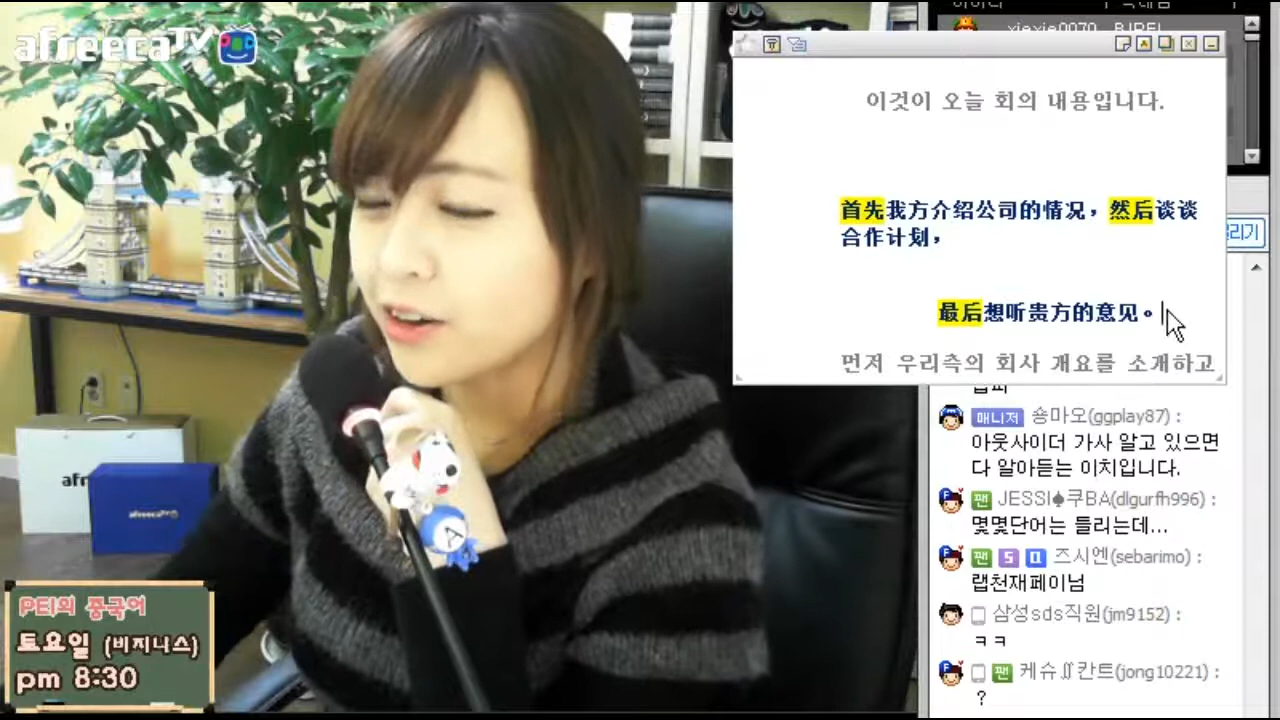 afreecaTV
xiexie0070
이것이 오늘 회의 내용입니다.
首先我方介绍公司的情况，然后谈谈
合作计划，
最后想听贵方的意见。
먼저 우리측의 회사 개요를 소개하고
매니저 숑마오(ggplay87) :
아웃사이더 가사 알고 있으면
다 알아듣는 이치입니다.
팬 JESSI♠쿠BA(dlgurfh996) :
몇몇단어는 들리는데...
팬 S 즈시엔(sebarimo) :
랩천재페이넘
삼성sds직원(jm9152) :
ㅋㅋ
팬 케슈∬칸트(jong10221) :
?
af
afreecaTV
PEI의 중국어
토요일 (비지니스)
pm 8:30